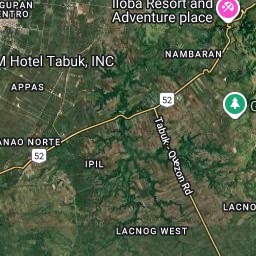 Iloba Resort and
Adventure place
GUPAN
NTRO
NAMBARAN
M Hotel Tabuk, INC
APPAS
52
ANAO NORTE
52
IPIL
Tabuk - Quezon Rd
LACNO
LACNOG WEST